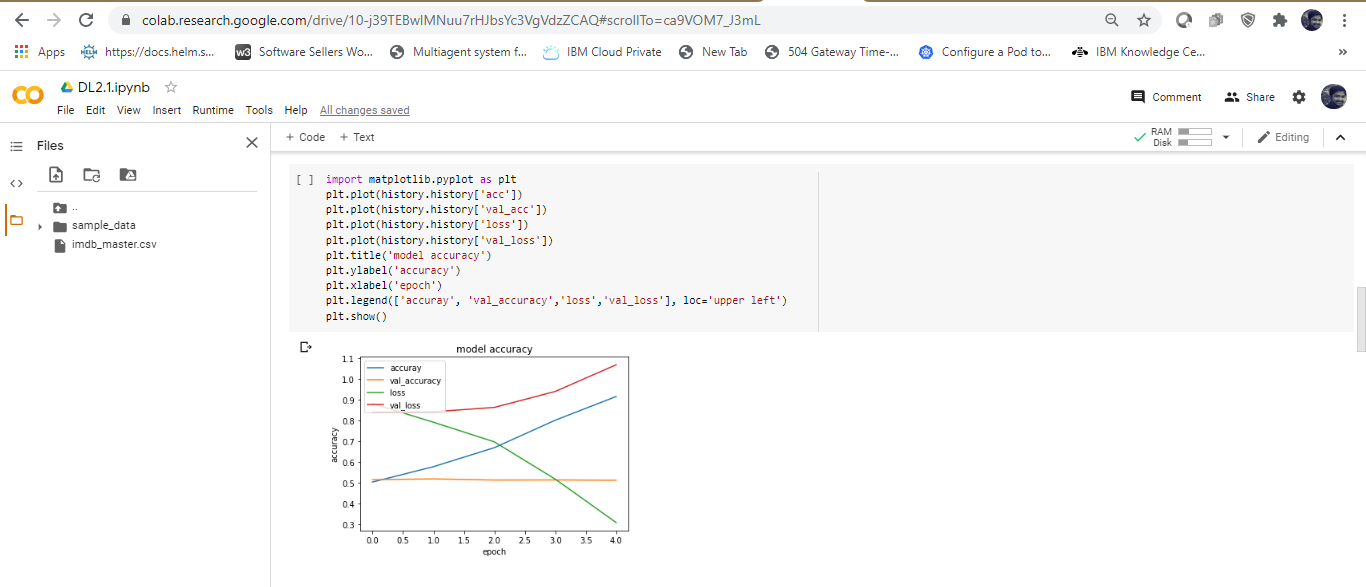 colab.research.google.com/drive/10-j39TEBwIMNuu7rHJbsYc3VgVdzZCAQ#scrollTo=ca9VOM7_J3mL
Apps https://docs.helm.s... Software Sellers Wo... Multiagent system f... IBM Cloud Private New Tab 504 Gateway Time-... Configure a Pod to... IBM Knowledge Ce... »
DL2.1.ipynb
File Edit View Insert Runtime Tools Help All changes saved
Comment Share
Files
+ Code + Text
RAM
Disk
Editing
..
sample_data
imdb_master.csv
[ ] import matplotlib.pyplot as plt
plt.plot(history.history['acc'])
plt.plot(history.history['val_acc'])
plt.plot(history.history['loss'])
plt.plot(history.history['val_loss'])
plt.title('model accuracy')
plt.ylabel('accuracy')
plt.xlabel('epoch')
plt.legend(['accuray', 'val_accuracy','loss','val_loss'], loc='upper left')
plt.show()
model accuracy
accuray
val_accuracy
loss
val_loss
1.1
1.0
0.9
0.8
0.7
0.6
0.5
0.4
0.3
accuracy
0.0 0.5 1.0 1.5 2.0 2.5 3.0 3.5 4.0
epoch